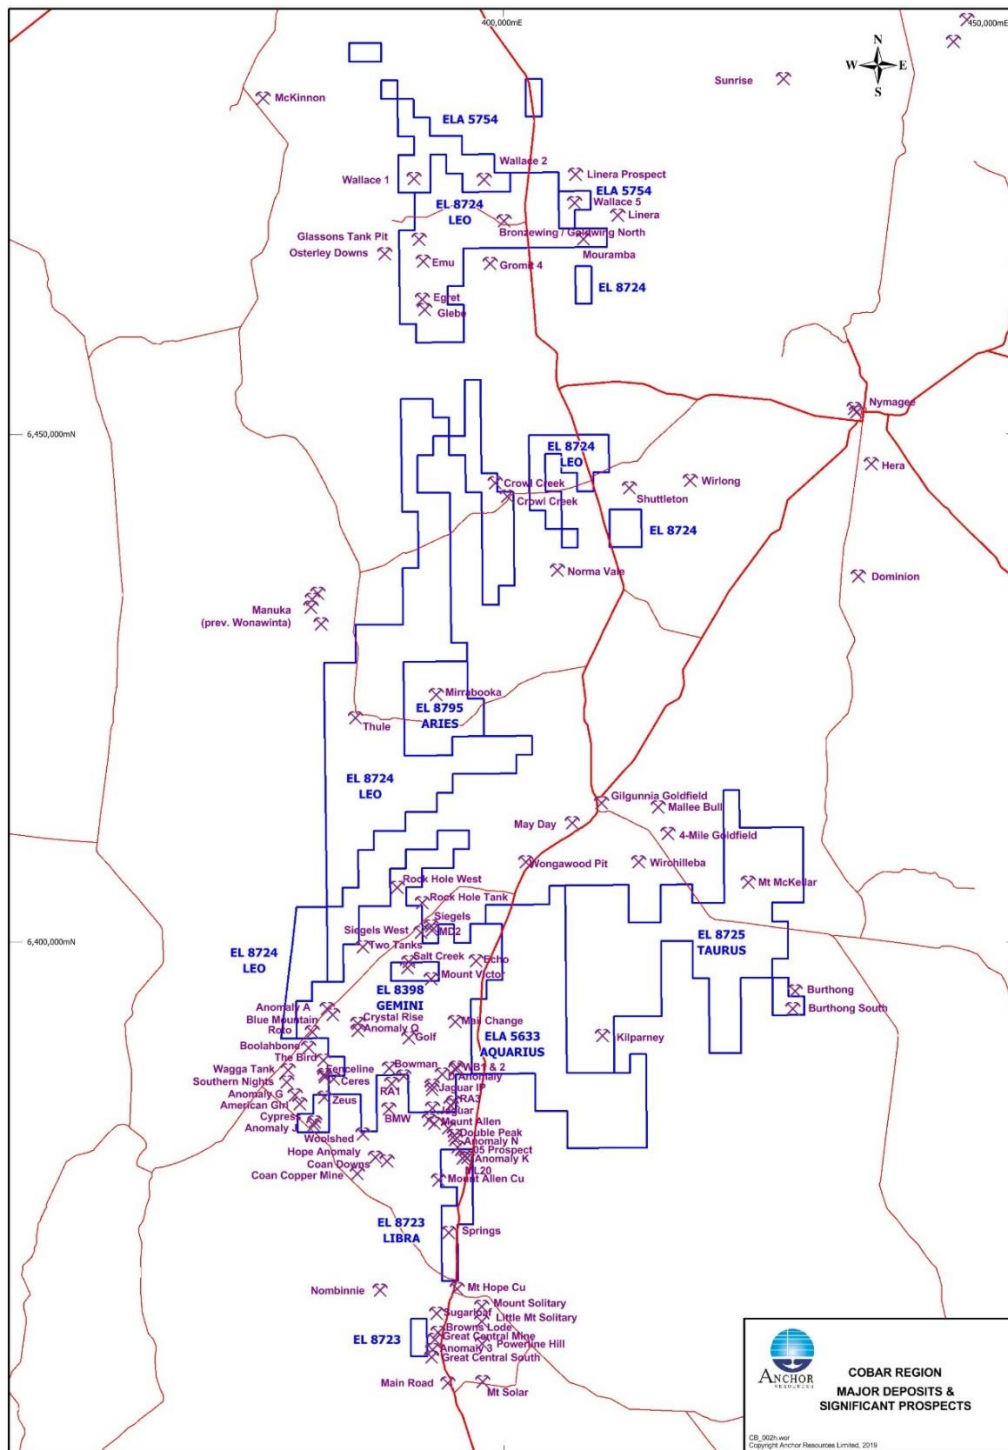 400,000mE
450,000mE
N
W E
S
Sunrise
McKinnon
ELA 5754
Wallace 2
Wallace 1
Linera Prospect
ELA 5754
Wallace 5
EL 8724
LEO
Linera
Glassons Tank Pit
Bronzewing / Goldwing North
Osterley Downs
Mouramba
Emu
Gromit 4
EL 8724
Egret
Glebe
Nymagee
6,450,000mN
EL 8724
LEO
Hera
Crowl Creek
Wirlong
Shuttleton
Crowl Creek
EL 8724
Norma Vale
Dominion
Manuka
(prev. Wonawinta)
Mirrabooka
EL 8795
ARIES
Thule
EL 8724
LEO
Gilgunnia Goldfield
Mallee Bull
May Day
4-Mile Goldfield
Wongawood Pit
Wirchilleba
Rock Hole West
Mt McKellar
Rock Hole Tank
Siegels
Siegels West
MD2
EL 8725
TAURUS
6,400,000mN
Two Tanks
EL 8724
LEO
Salt Creek
Echo
Mount Victor
EL 8398
GEMINI
Burthong
Burthong South
Anomaly A
Blue Mountain
Crystal Rise
Mail Change
Roto
Anomaly O
Golf
ELA 5633
AQUARIUS
Kilparney
Boolahbone
The Bird
Wagga Tank
Fenceline
Bowman
WB1 & 2
D Anomaly
Southern Nights
Ceres
RA1
Jaguar IP
Anomaly G
Zeus
RA3
American Girl
BMW
Jaguar
Cypress
Mount Allen
Anomaly J
Woolshed
Double Peak
Anomaly N
Hope Anomaly
05 Prospect
Coan Downs
Anomaly K
Coan Copper Mine
ML20
Mount Allen Cu
EL 8723
LIBRA
Springs
Nombinnie
Mt Hope Cu
Mount Solitary
Sugarloaf
Little Mt Solitary
Browns Lode
EL 8723
Great Central Mine
Powerline Hill
Anomaly 3
Great Central South
Main Road
Mt Solar
ANCHOR
RESOURCES
COBAR REGION
MAJOR DEPOSITS &
SIGNIFICANT PROSPECTS
CB_002h.wor
Copyright Anchor Resources Limited, 2019